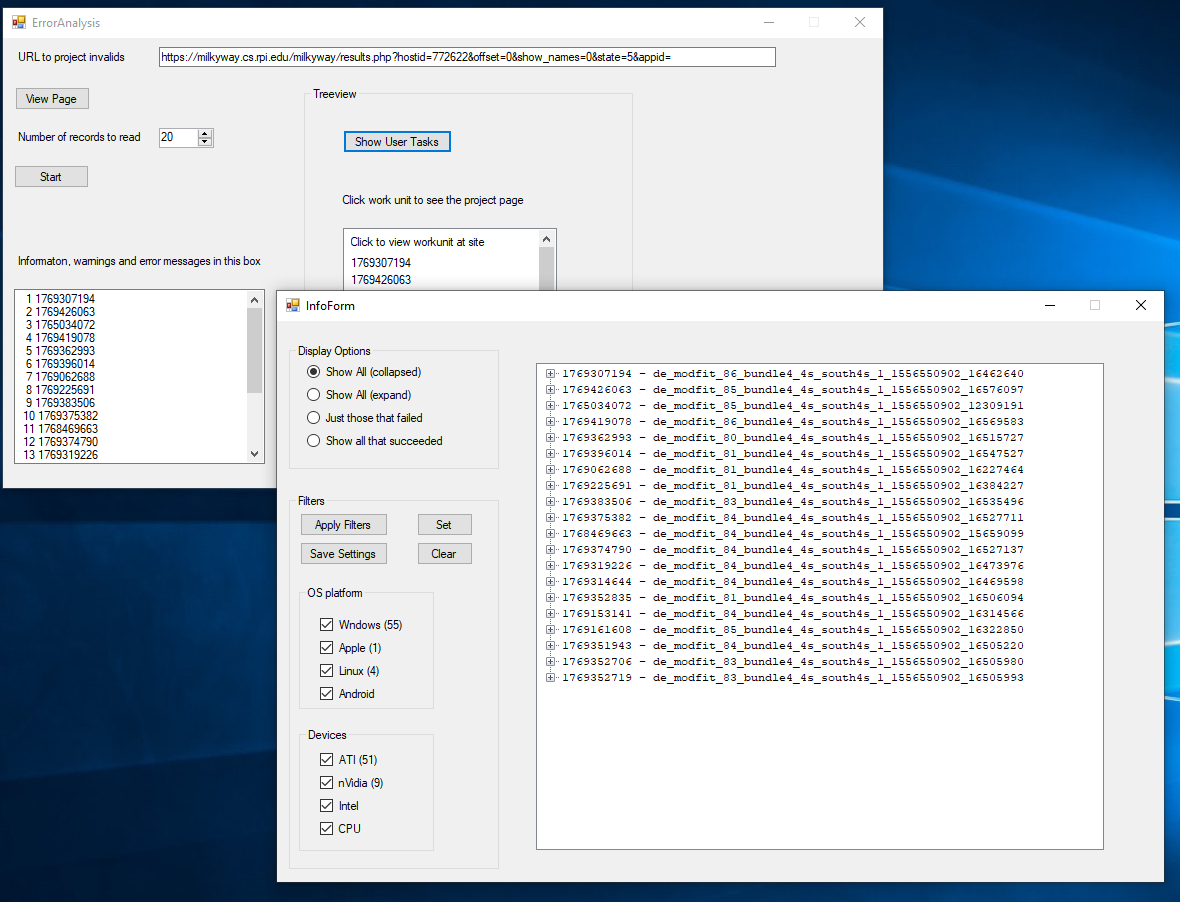 ErrorAnalysis
URL to project invalids
https://milkyway.cs.rpi.edu/milkyway/results.php?hostid=772622&offset=0&show_names=0&state=5&appid=
View Page
Treeview
Number of records to read
20
Show User Tasks
Start
Click work unit to see the project page
Click to view workunit at site
1769307194
1769426063
Informaton, warnings and error messages in this box
1 1769307194
2 1769426063
3 1765034072
4 1769419078
5 1769362993
6 1769396014
7 1769062688
8 1769225691
9 1769383506
10 1769375382
11 1768469663
12 1769374790
13 1769319226
InfoForm
Display Options
Show All (collapsed)
Show All (expand)
Just those that failed
Show all that succeeded
Filters
Apply Filters
Set
Save Settings
Clear
OS platform
Wndows (55)
Apple (1)
Linux (4)
Android
Devices
ATI (51)
nVidia (9)
Intel
CPU
1769307194 - de_modfit_86_bundle4_4s_south4s_1_1556550902_16462640
1769426063 - de_modfit_85_bundle4_4s_south4s_1_1556550902_16576097
1765034072 - de_modfit_85_bundle4_4s_south4s_1_1556550902_12309191
1769419078 - de_modfit_86_bundle4_4s_south4s_1_1556550902_16569583
1769362993 - de_modfit_80_bundle4_4s_south4s_1_1556550902_16515727
1769396014 - de_modfit_81_bundle4_4s_south4s_1_1556550902_16547527
1769062688 - de_modfit_81_bundle4_4s_south4s_1_1556550902_16227464
1769225691 - de_modfit_81_bundle4_4s_south4s_1_1556550902_16384227
1769383506 - de_modfit_83_bundle4_4s_south4s_1_1556550902_16535496
1769375382 - de_modfit_84_bundle4_4s_south4s_1_1556550902_16527711
1768469663 - de_modfit_84_bundle4_4s_south4s_1_1556550902_15659099
1769374790 - de_modfit_84_bundle4_4s_south4s_1_1556550902_16527137
1769319226 - de_modfit_84_bundle4_4s_south4s_1_1556550902_16473976
1769314644 - de_modfit_84_bundle4_4s_south4s_1_1556550902_16469598
1769352835 - de_modfit_81_bundle4_4s_south4s_1_1556550902_16506094
1769153141 - de_modfit_84_bundle4_4s_south4s_1_1556550902_16314566
1769161608 - de_modfit_85_bundle4_4s_south4s_1_1556550902_16322850
1769351943 - de_modfit_84_bundle4_4s_south4s_1_1556550902_16505220
1769352706 - de_modfit_83_bundle4_4s_south4s_1_1556550902_16505980
1769352719 - de_modfit_83_bundle4_4s_south4s_1_1556550902_16505993